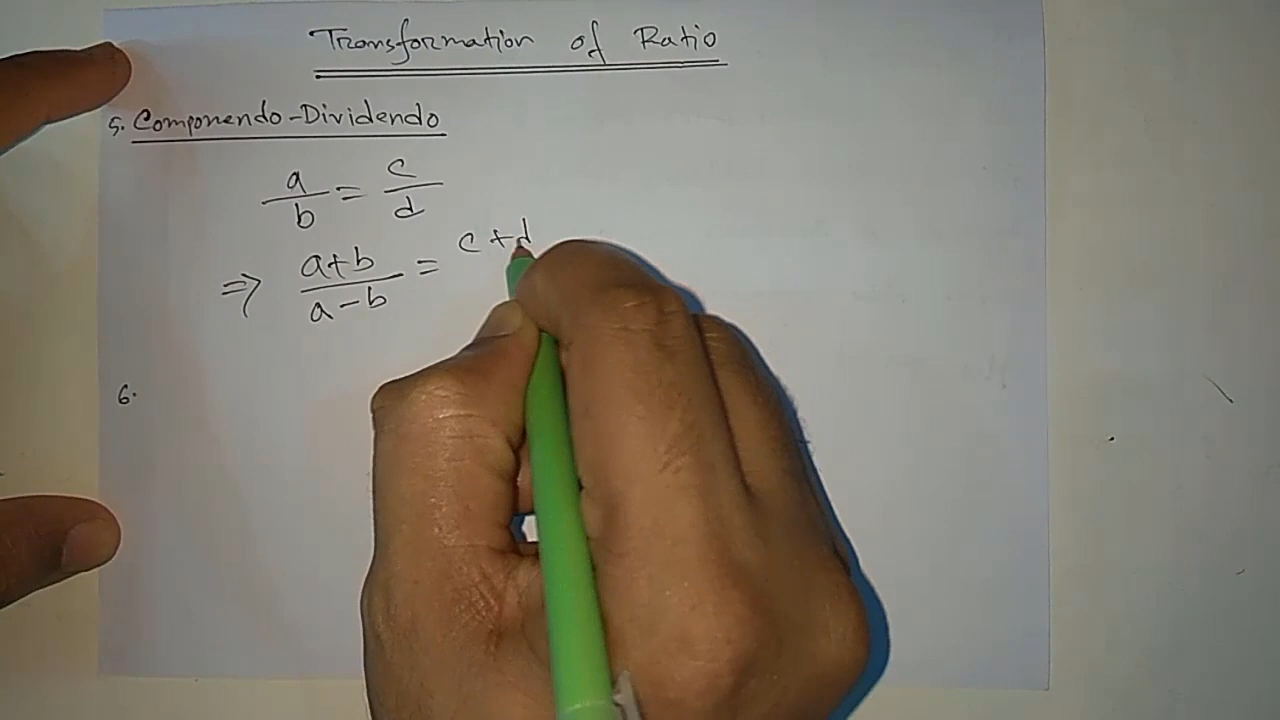 Transformation of Ratio
5. Componendo-Dividendo
a/b = c/d
⇒ a+b/a-b = c+d
6.